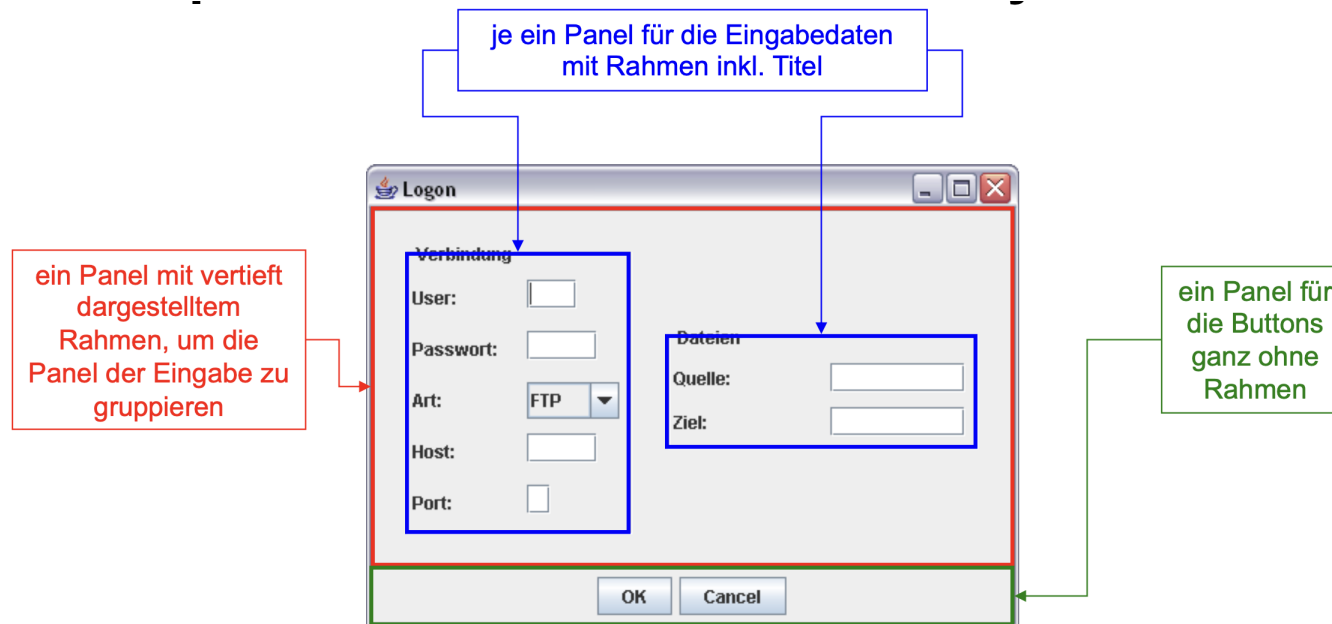 je ein Panel für die Eingabedaten
mit Rahmen inkl. Titel
Logon
ein Panel mit vertieft
dargestelltem
Rahmen, um die
Panel der Eingabe zu
gruppieren
Verbindung
User:
Passwort:
Art: FTP
Host:
Port:
Dateien
Quelle:
Ziel:
ein Panel für
die Buttons
ganz ohne
Rahmen
OK Cancel